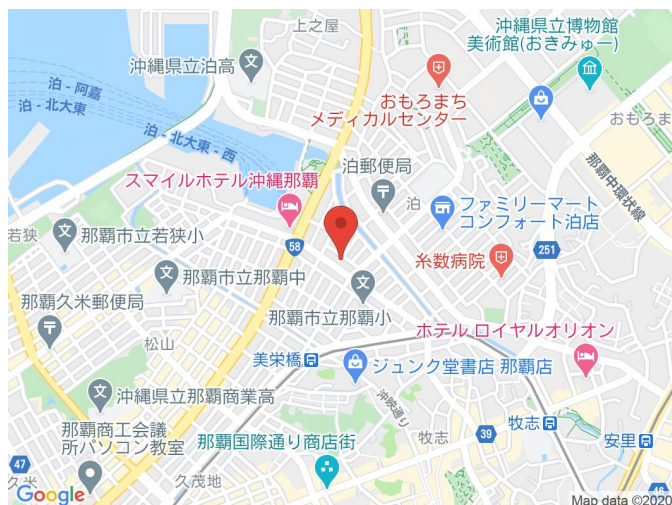 上之屋
沖縄県立博物館
美術館(おきみゅー)
沖縄県立泊高
おもろまち
メディカルセンター
おもろ
泊 - 阿嘉
泊 - 北大東
泊 - 北大東 - 西
泊郵便局
那覇中環状線
スマイルホテル沖縄那覇
泊
ファミリーマート
コンフォート泊店
若狭
那覇市立若狭小
58
251
糸数病院
那覇市立那覇中
那覇久米郵便局
那覇市立那覇小
松山
ホテル ロイヤルオリオン
美栄橋
ジュンク堂書店 那覇店
沖縄県立那覇商業高
沖映通り
牧志
那覇商工会議
所パソコン教室
39
安里
那覇国際通り商店街
牧志
47
久米
久茂地
46
Google
Map data ©2020